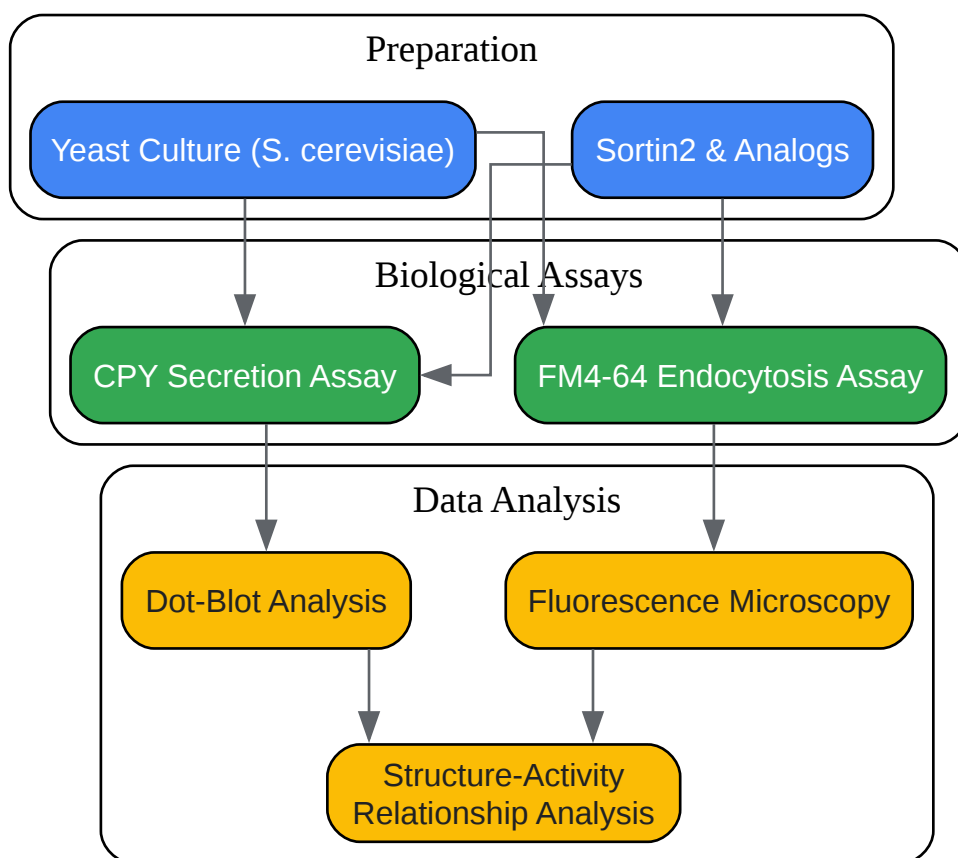 Preparation
Yeast Culture (S. cerevisiae)
Sortin2 & Analogs
Biological Assays
CPY Secretion Assay
FM4-64 Endocytosis Assay
Data Analysis
Dot-Blot Analysis
Fluorescence Microscopy
Structure-Activity
Relationship Analysis